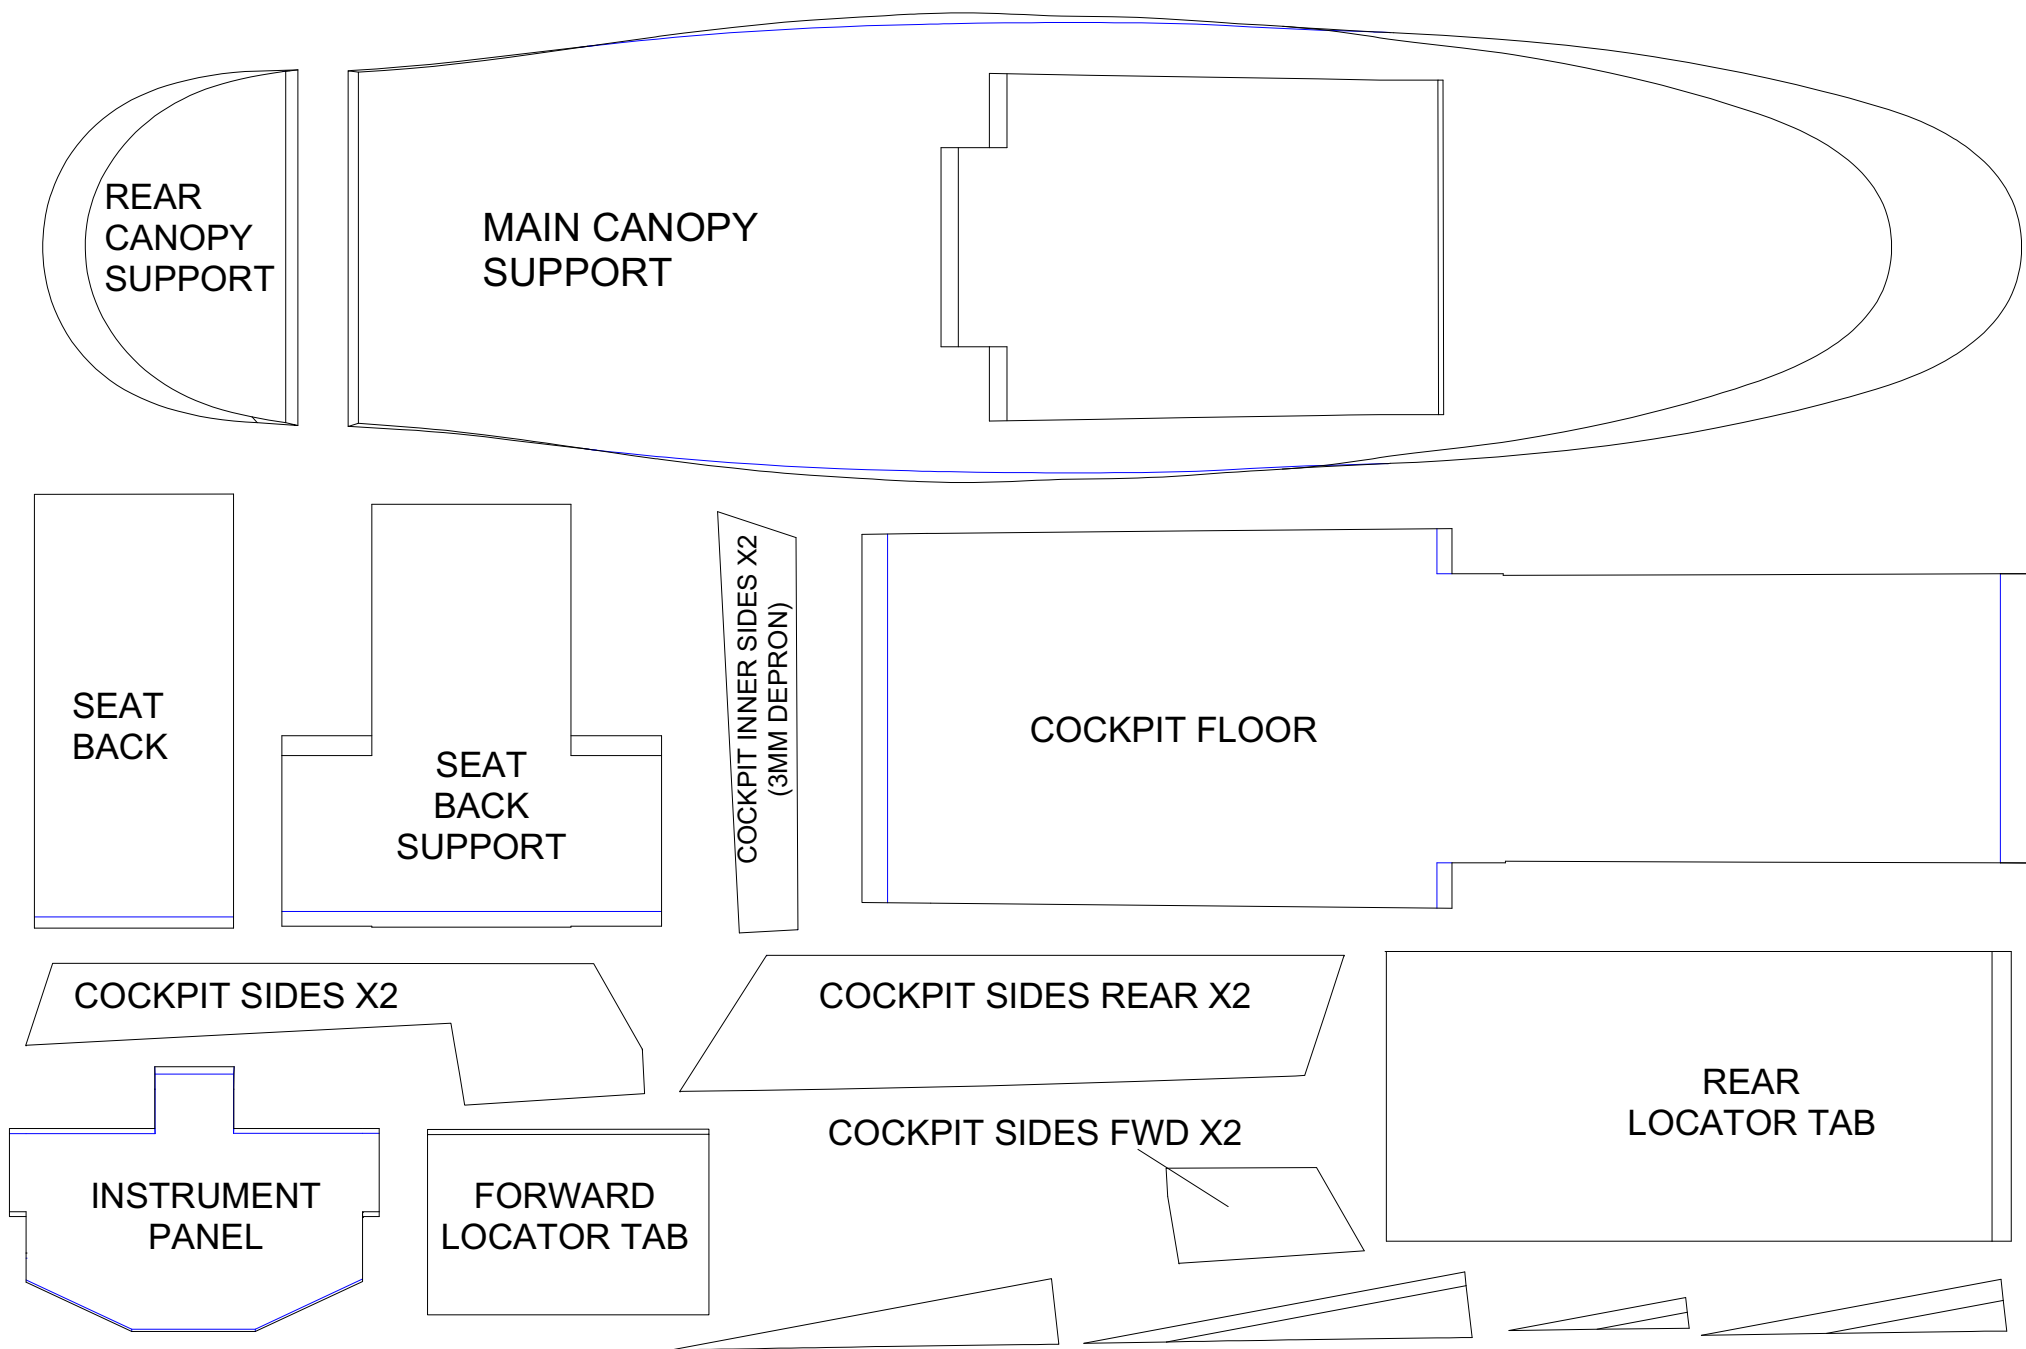 REAR
CANOPY
SUPPORT
MAIN CANOPY
SUPPORT
SEAT
BACK
SEAT
BACK
SUPPORT
COCKPIT INNER SIDES X2
(3MM DEPRON)
COCKPIT FLOOR
COCKPIT SIDES X2
COCKPIT SIDES REAR X2
REAR
LOCATOR TAB
COCKPIT SIDES FWD X2
INSTRUMENT
PANEL
FORWARD
LOCATOR TAB